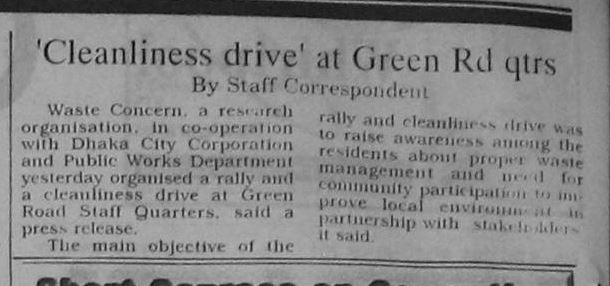 'Cleanliness drive' at Green Rd qtrs
By Staff Correspondent
Waste Concern, a research
organisation, in co-operation
with Dhaka City Corporation
and Public Works Department
yesterday organised a rally and
a cleanliness drive at Green
Road Staff Quarters, said a
press release.
The main objective of the
rally and cleanliness drive was
to raise awareness among the
residents about proper waste
management and need for
community participation to im-
prove local environment in
partnership with stakeholders
it said.